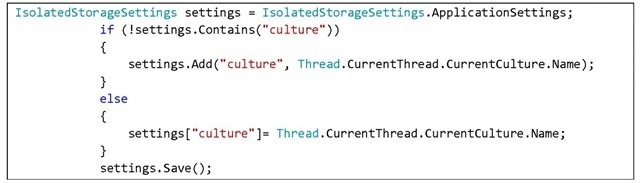 IsolatedStorageSettings settings = IsolatedStorageSettings.ApplicationSettings;
if (!settings.Contains("culture"))
{
settings.Add("culture", Thread.CurrentThread.CurrentCulture.Name);
}
else
{
settings["culture"]= Thread.CurrentThread.CurrentCulture.Name;
}
settings.Save();